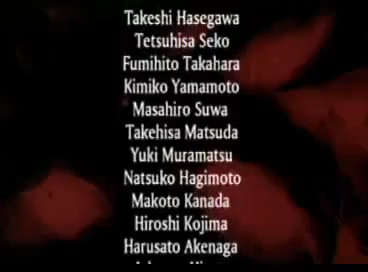 Takeshi Hasegawa
Tetsuhisa Seko
Fumihito Takahara
Kimiko Yamamoto
Masahiro Suwa
Takehisa Matsuda
Yuki Muramatsu
Natsuko Hagimoto
Makoto Kanada
Hiroshi Kojima
Harusato Akenaga